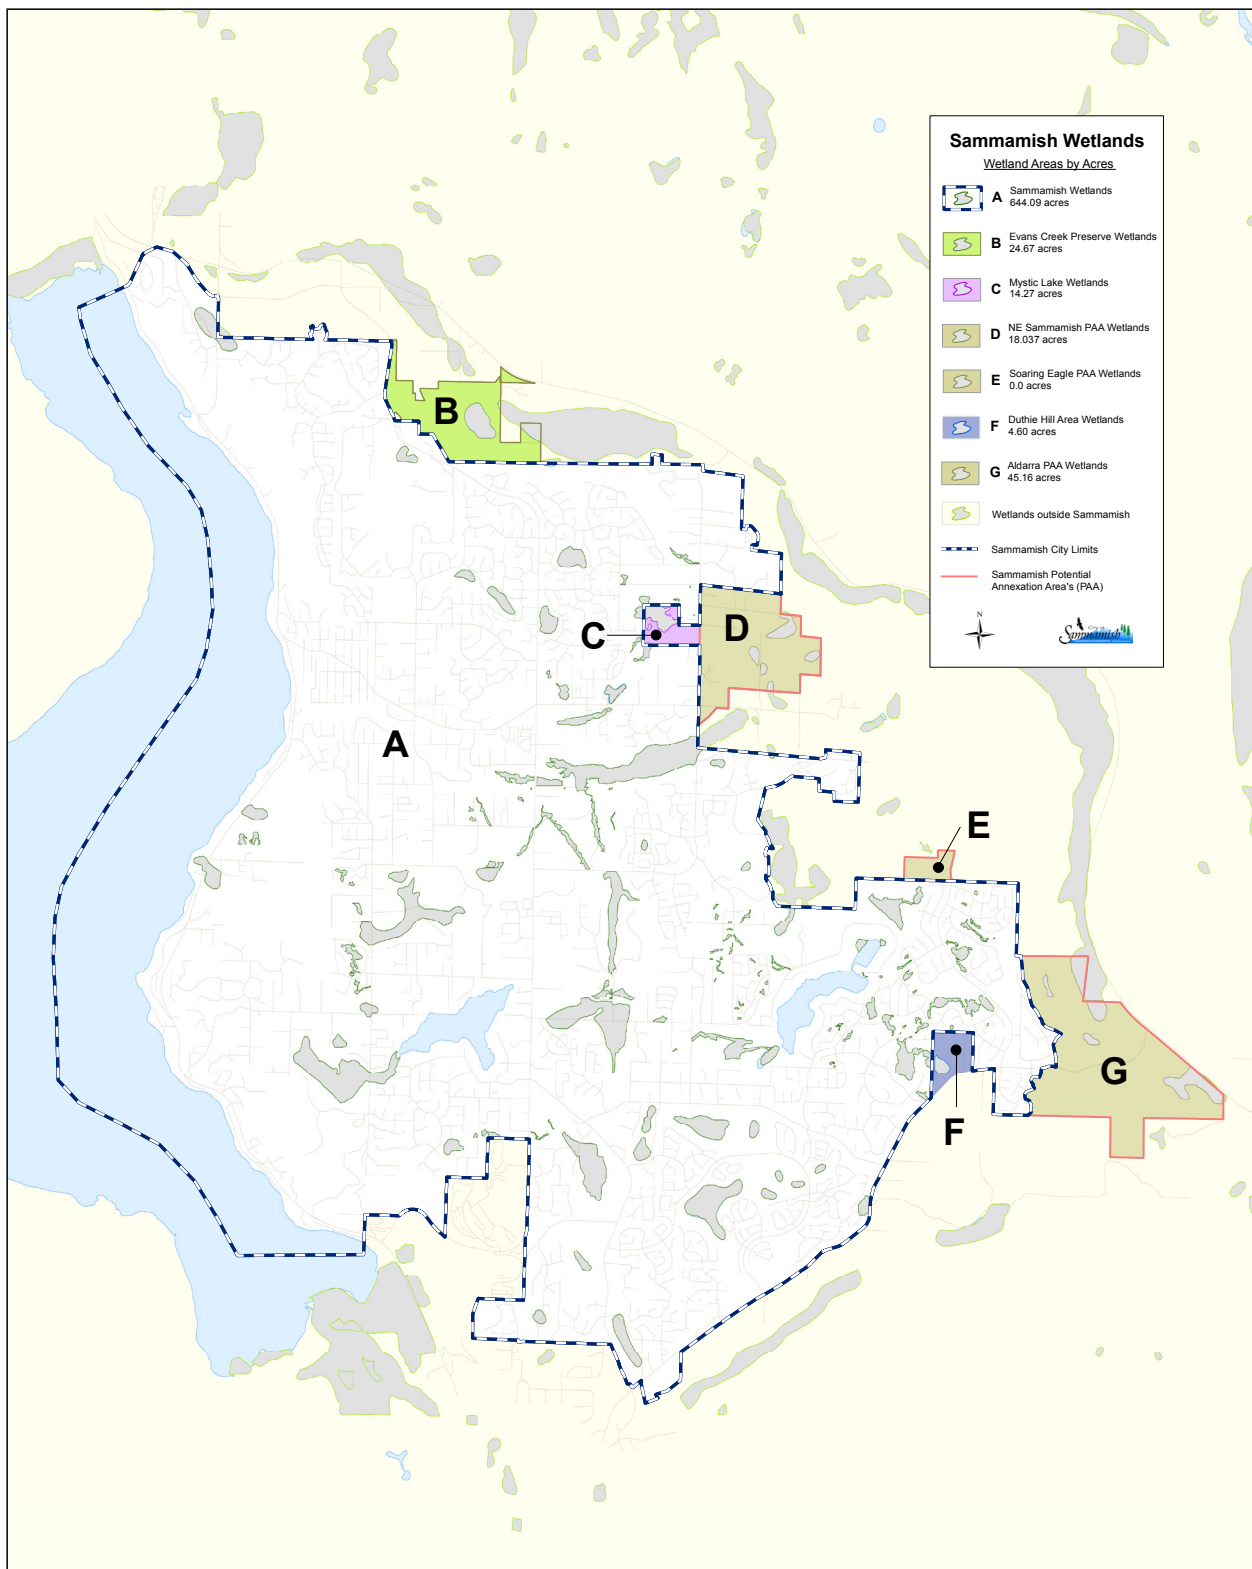 Sammamish Wetlands
Wetland Areas by Acres
A Sammamish Wetlands
644.09 acres
B Evans Creek Preserve Wetlands
24.67 acres
C Mystic Lake Wetlands
14.27 acres
D NE Sammamish PAA Wetlands
18.037 acres
E Soaring Eagle PAA Wetlands
0.0 acres
F Duthie Hill Area Wetlands
4.60 acres
G Aldarra PAA Wetlands
45.16 acres
Wetlands outside Sammamish
Sammamish City Limits
Sammamish Potential
Annexation Area's (PAA)
N
City of
Sammamish
B
C
D
A
E
G
F